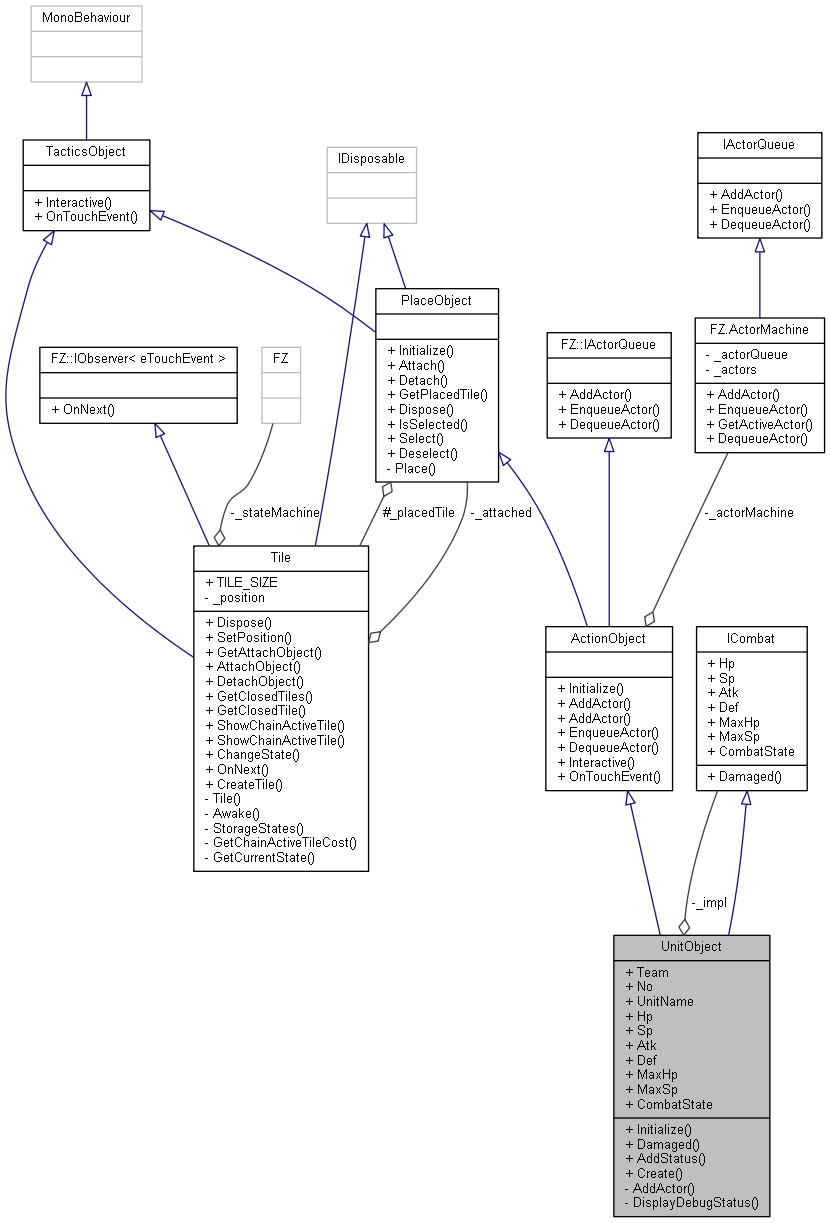 MonoBehaviour
TacticsObject
+ Interactive()
+ OnTouchEvent()
IDisposable
IActorQueue
+ AddActor()
+ EnqueueActor()
+ DequeueActor()
PlaceObject
+ Initialize()
+ Attach()
+ Detach()
+ GetPlacedTile()
+ Dispose()
+ IsSelected()
+ Select()
+ Deselect()
- Place()
FZ::IObserver< eTouchEvent >
+ OnNext()
FZ
FZ::IActorQueue
+ AddActor()
+ EnqueueActor()
+ DequeueActor()
FZ.ActorMachine
- _actorQueue
- _actors
+ AddActor()
+ EnqueueActor()
+ GetActiveActor()
+ DequeueActor()
-_stateMachine
#_placedTile
-_attached
-_actorMachine
Tile
+ TILE_SIZE
- _position
+ Dispose()
+ SetPosition()
+ GetAttachObject()
+ AttachObject()
+ DetachObject()
+ GetClosedTiles()
+ GetClosedTile()
+ ShowChainActiveTile()
+ ShowChainActiveTile()
+ ChangeState()
+ OnNext()
+ CreateTile()
- Tile()
- Awake()
- StorageStates()
- GetChainActiveTileCost()
- GetCurrentState()
ActionObject
+ Initialize()
+ AddActor()
+ AddActor()
+ EnqueueActor()
+ DequeueActor()
+ Interactive()
+ OnTouchEvent()
ICombat
+ Hp
+ Sp
+ Atk
+ Def
+ MaxHp
+ MaxSp
+ CombatState
+ Damaged()
-_impl
UnitObject
+ Team
+ No
+ UnitName
+ Hp
+ Sp
+ Atk
+ Def
+ MaxHp
+ MaxSp
+ CombatState
+ Initialize()
+ Damaged()
+ AddStatus()
+ Create()
- AddActor()
- DisplayDebugStatus()